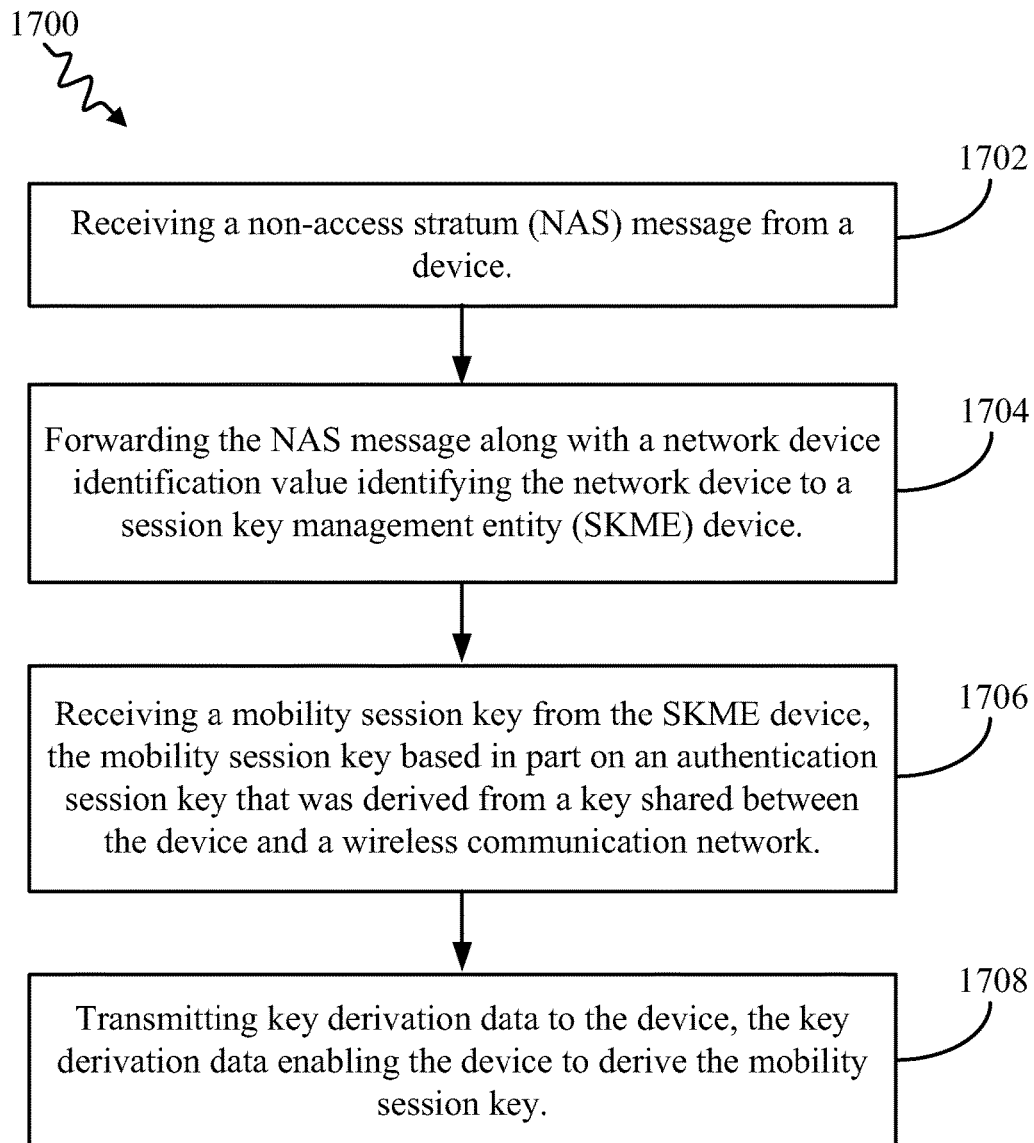 1700
1702
Receiving a non-access stratum (NAS) message from a
device.
1704
Forwarding the NAS message along with a network device
identification value identifying the network device to a
session key management entity (SKME) device.
1706
Receiving a mobility session key from the SKME device,
the mobility session key based in part on an authentication
session key that was derived from a key shared between
the device and a wireless communication network.
1708
Transmitting key derivation data to the device, the key
derivation data enabling the device to derive the mobility
session key.